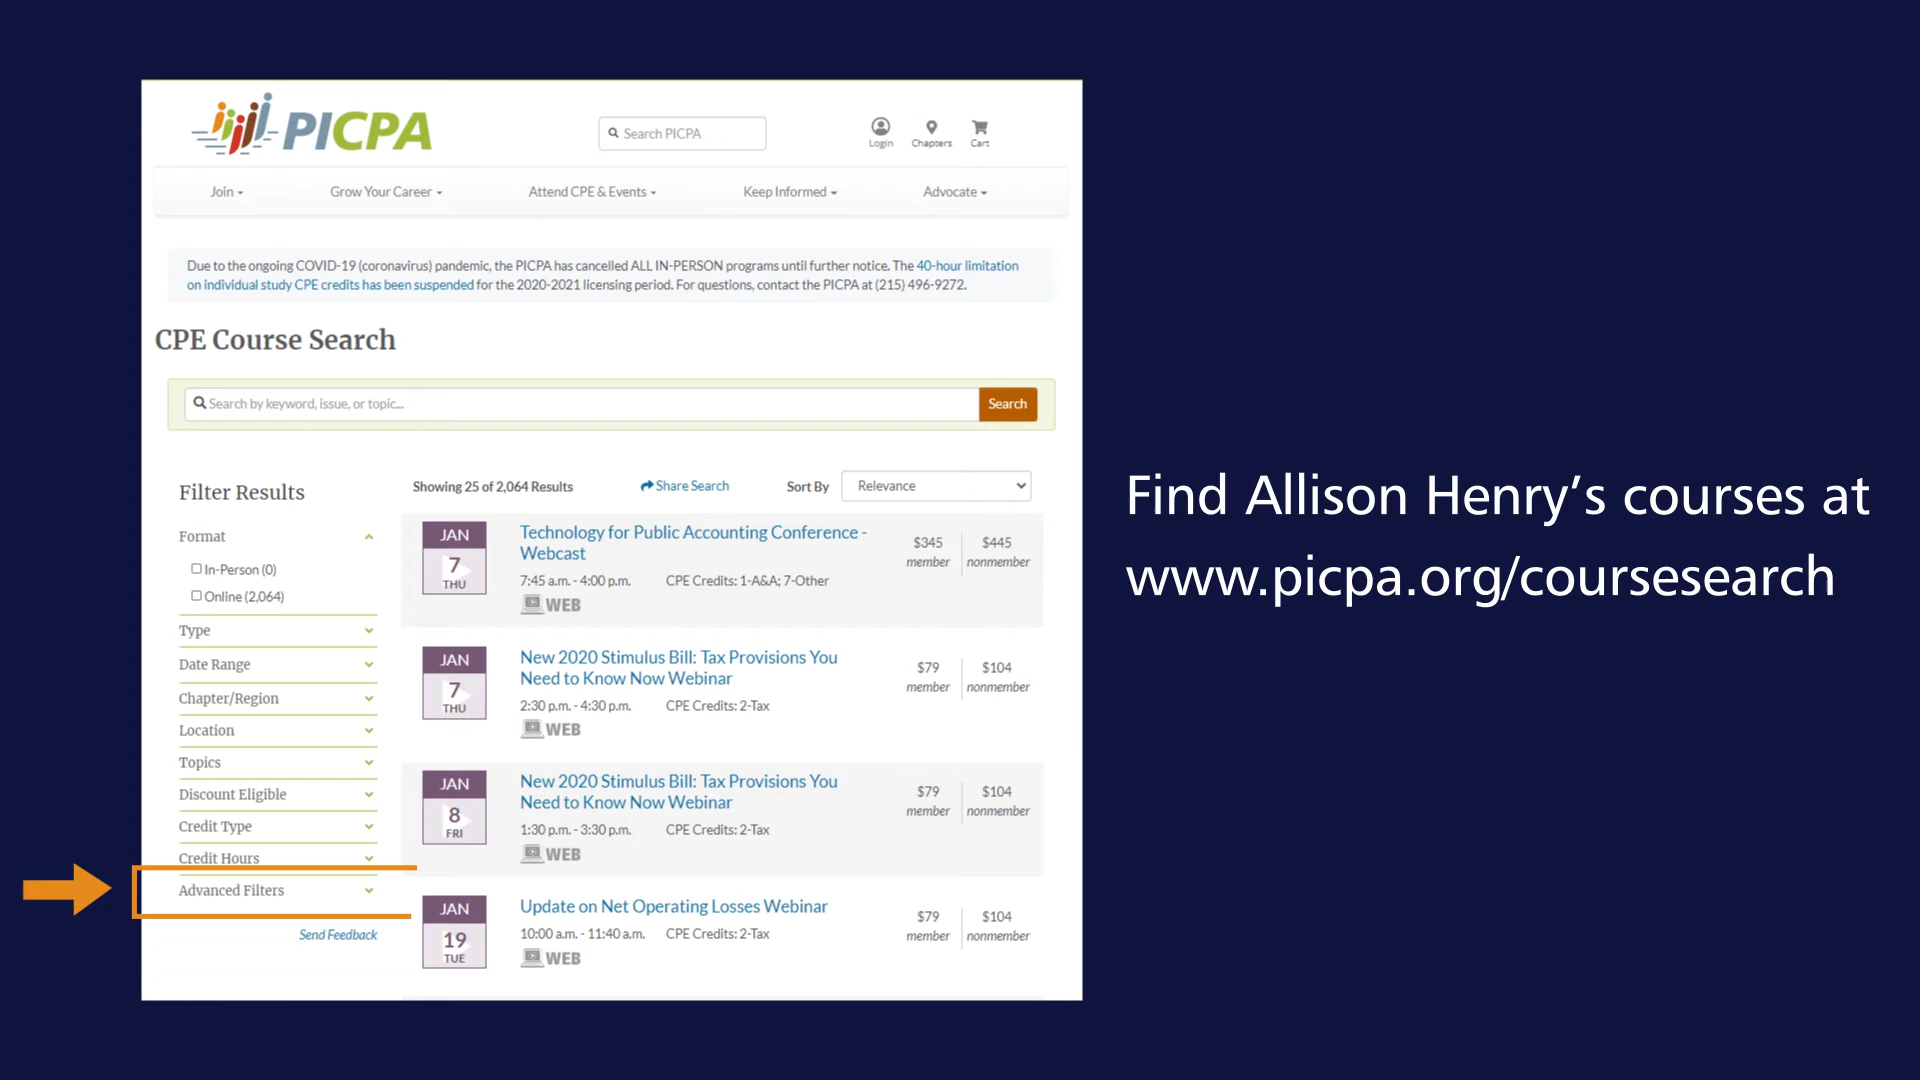 PICPA
Search PICPA
Login
Chapters
Cart
Join
Grow Your Career
Attend CPE & Events
Keep Informed
Advocate
Due to the ongoing COVID-19 (coronavirus) pandemic, the PICPA has cancelled ALL IN-PERSON programs until further notice. The 40-hour limitation
on individual study CPE credits has been suspended for the 2020-2021 licensing period. For questions, contact the PICPA at (215) 496-9272.
CPE Course Search
Search by keyword, issue, or topic...
Search
Filter Results
Format
In-Person (0)
Online (2,064)
Type
Date Range
Chapter/Region
Location
Topics
Discount Eligible
Credit Type
Credit Hours
Advanced Filters
Send Feedback
Showing 25 of 2,064 Results
Share Search
Sort By
Relevance
JAN
7
THU
Technology for Public Accounting Conference -
Webcast
7:45 a.m. - 4:00 p.m.
CPE Credits: 1-A&A; 7-Other
WEB
$345
member
$445
nonmember
JAN
7
THU
New 2020 Stimulus Bill: Tax Provisions You
Need to Know Now Webinar
2:30 p.m. - 4:30 p.m.
CPE Credits: 2-Tax
WEB
$79
member
$104
nonmember
JAN
8
FRI
New 2020 Stimulus Bill: Tax Provisions You
Need to Know Now Webinar
1:30 p.m. - 3:30 p.m.
CPE Credits: 2-Tax
WEB
$79
member
$104
nonmember
JAN
19
TUE
Update on Net Operating Losses Webinar
10:00 a.m. - 11:40 a.m.
CPE Credits: 2-Tax
WEB
$79
member
$104
nonmember
Find Allison Henry’s courses at
www.picpa.org/coursesearch